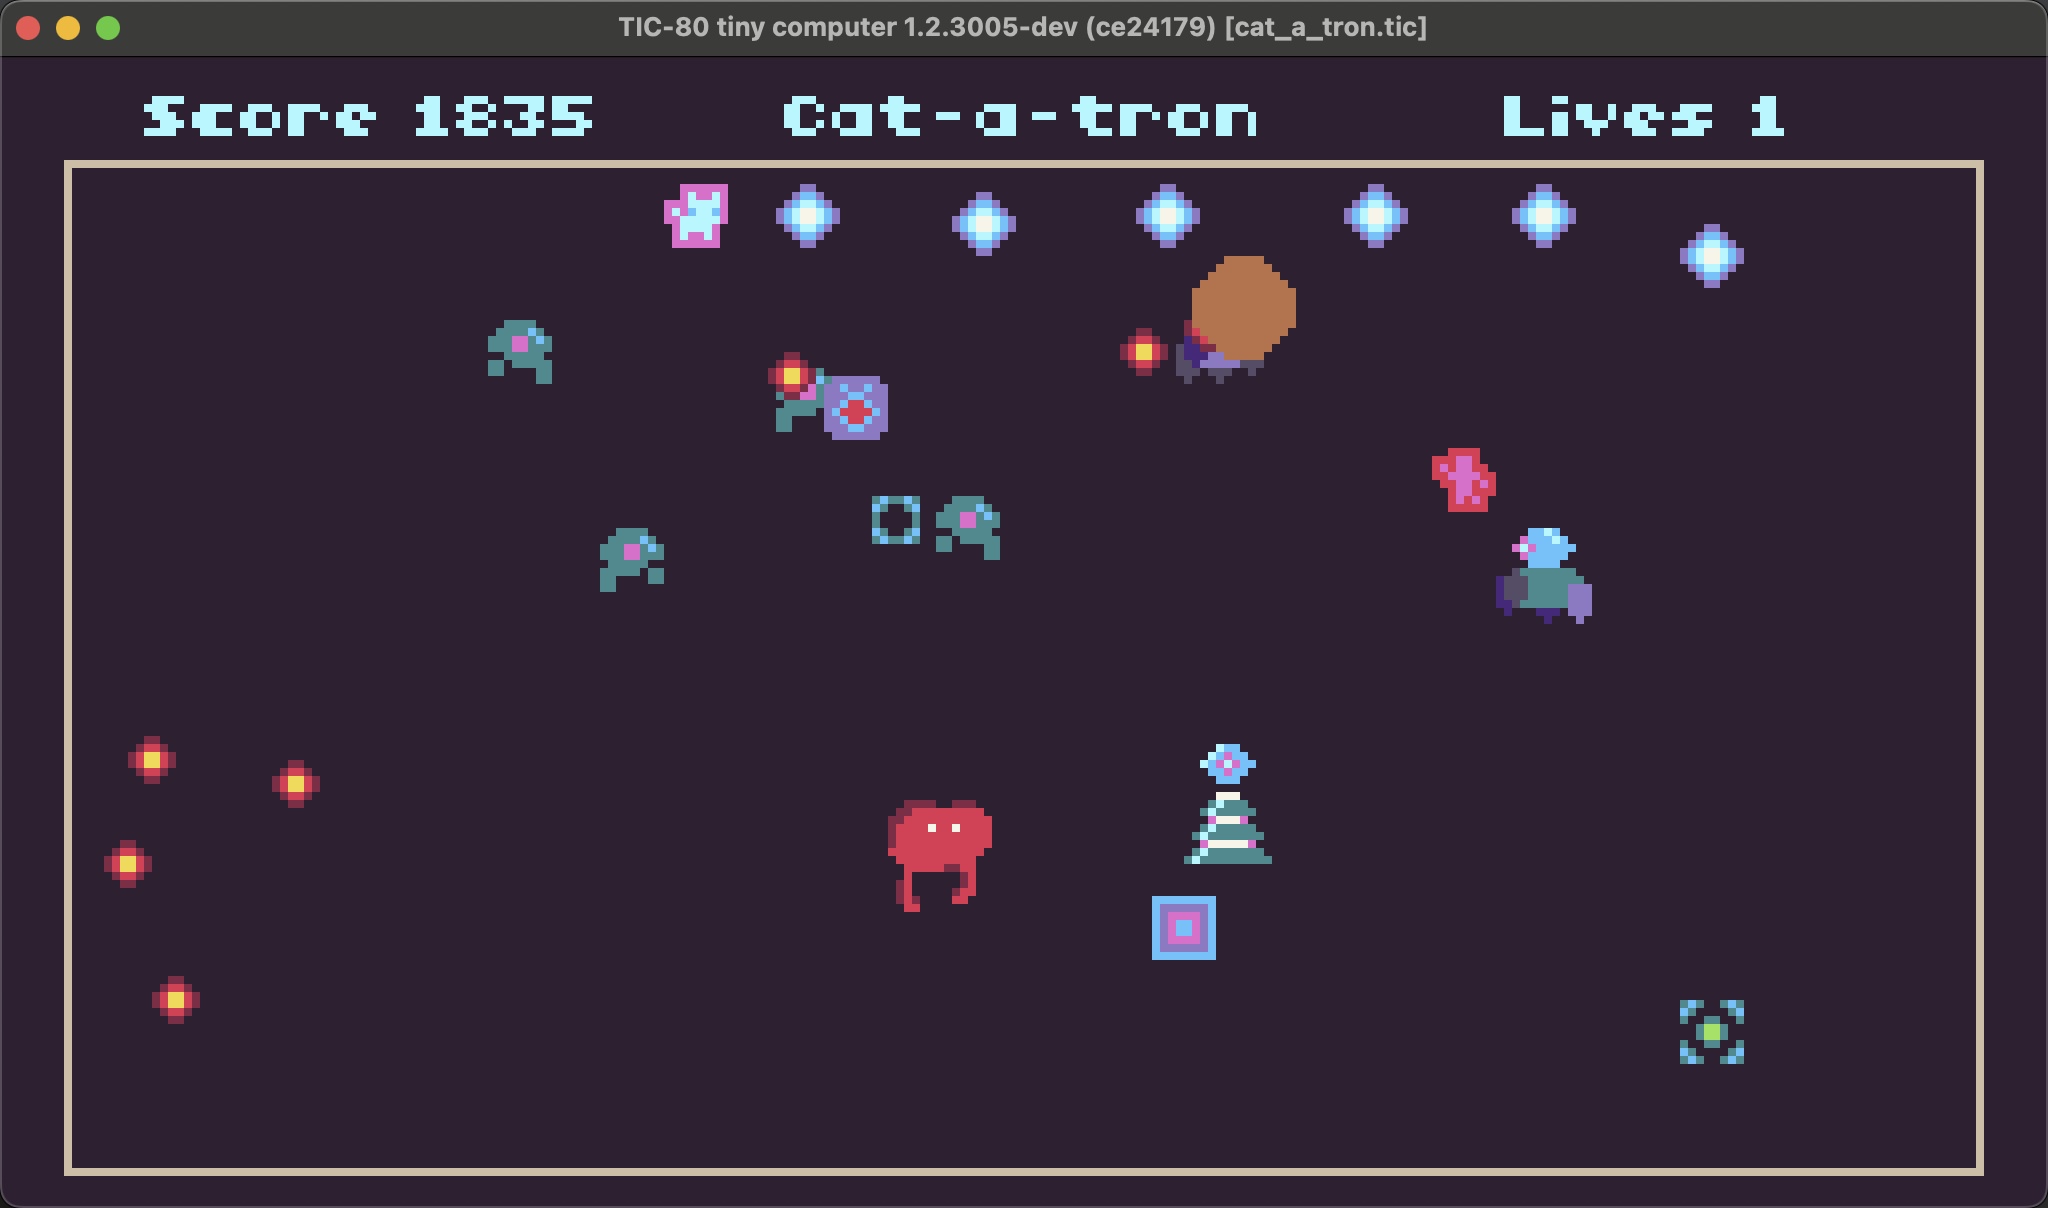 TIC-80 tiny computer 1.2.3005-dev (ce24179) [cat_a_tron.tic]
Score 1835 Cat-a-tron Lives 1